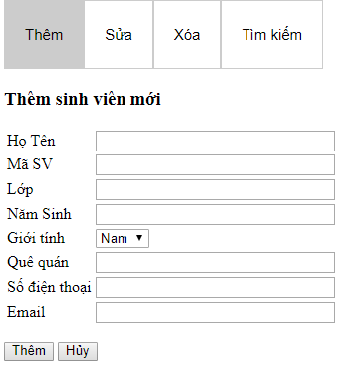 Thêm Sửa Xóa Tìm kiếm
Thêm sinh viên mới
Họ Tên
Mã SV
Lớp
Năm Sinh
Giới tính Nam
Quê quán
Số điện thoại
Email
Thêm Hủy